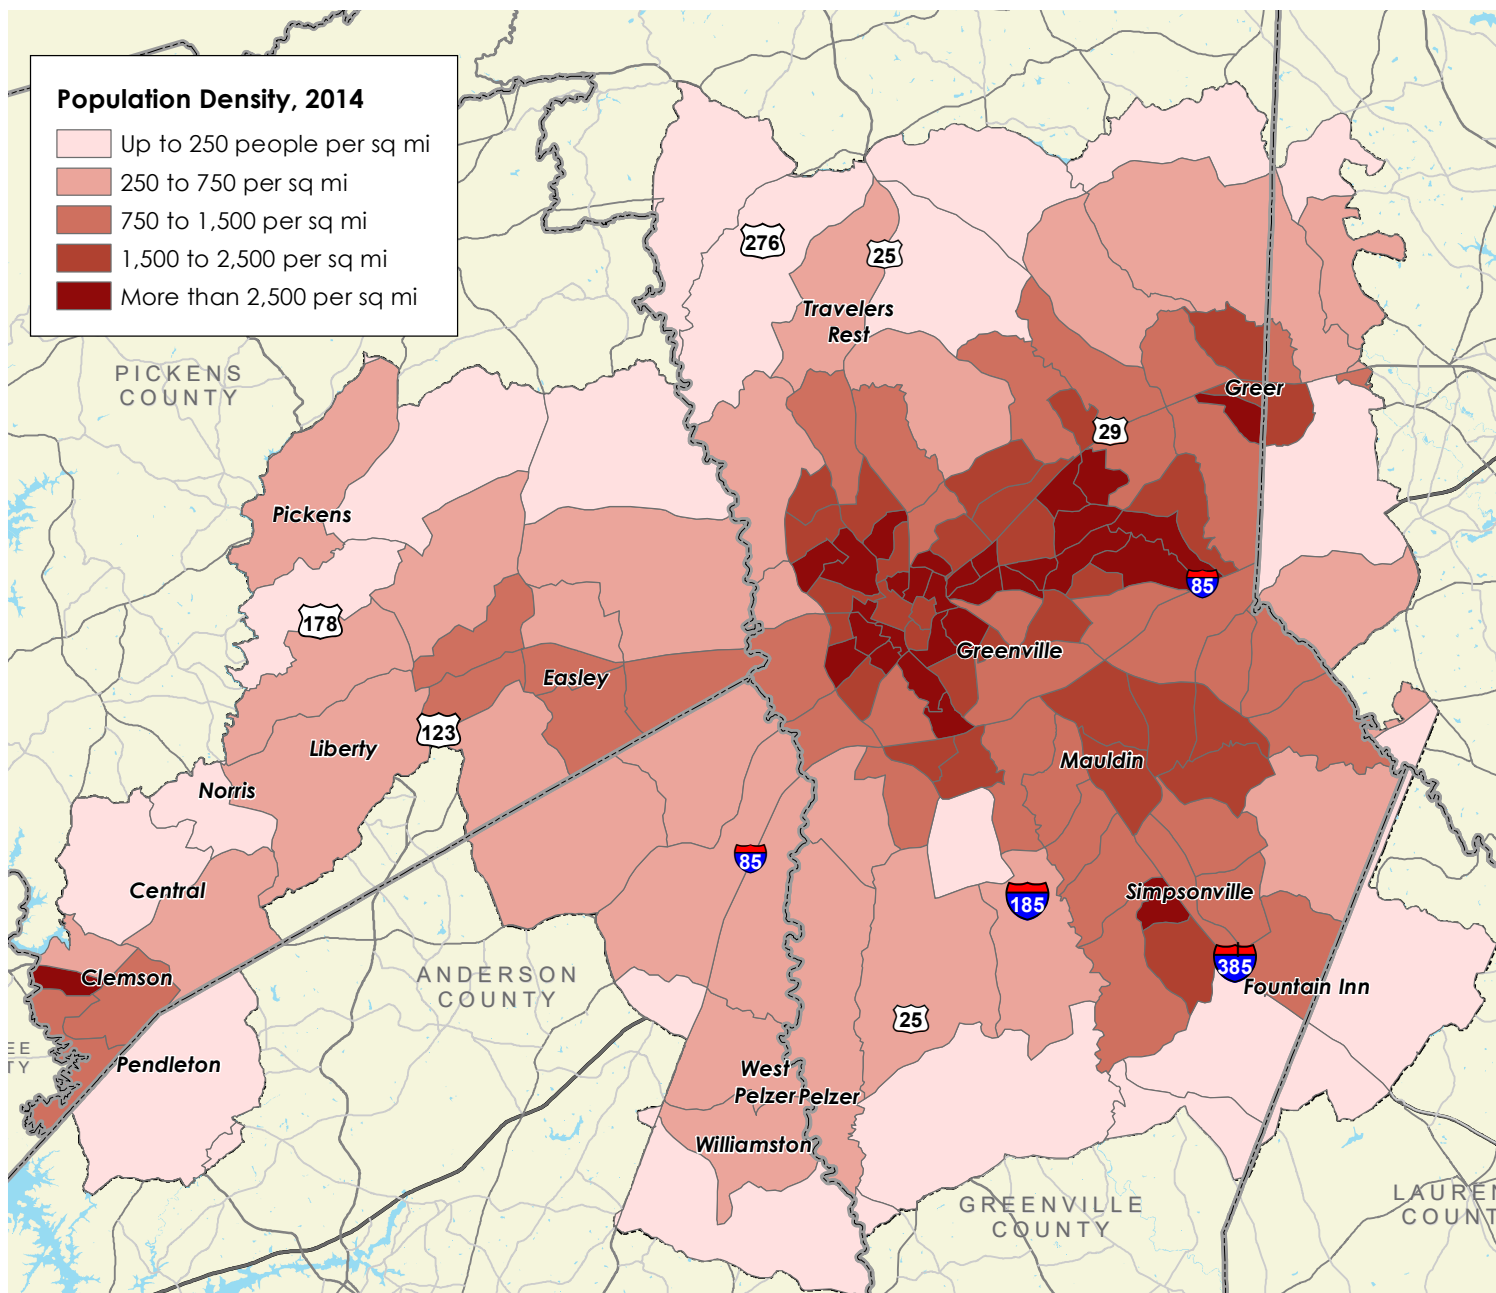 Population Density, 2014
Up to 250 people per sq mi
250 to 750 per sq mi
750 to 1,500 per sq mi
1,500 to 2,500 per sq mi
More than 2,500 per sq mi
276
25
Travelers
Rest
PICKENS
COUNTY
Greer
29
Pickens
85
178
Greenville
Easley
123
Liberty
Mauldin
Norris
85
Central
Simpsonville
185
385
Clemson
ANDERSON
COUNTY
Fountain Inn
25
EE
TY
Pendleton
West
Pelzer
Pelzer
Williamston
GREENVILLE
COUNTY
LAUREN
COUNT